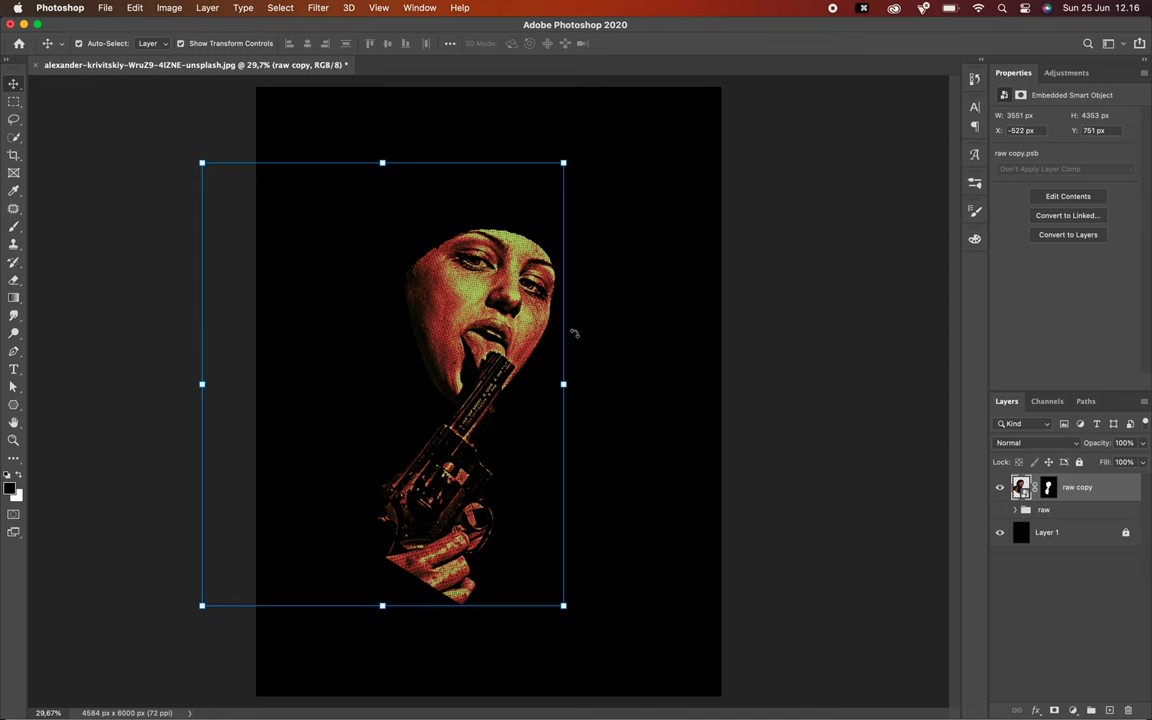 Photoshop File Edit Image Layer Type Select Filter 3D View Window Help Sun 25 Jun 12.16
Adobe Photoshop 2020
Auto-Select: Layer Show Transform Controls 3D Mode:
alexander-krivitskiy-WruZ9-4IZNE-unsplash.jpg @ 29,7% (raw copy, RGB/8) *
Properties Adjustments
Embedded Smart Object
W: 3551 px H: 4353 px
X: -522 px Y: 751 px
raw copy.psb
Don't Apply Layer Comp
Edit Contents
Convert to Linked...
Convert to Layers
Layers Channels Paths
Kind
Normal Opacity: 100%
Lock: Fill: 100%
raw copy
raw
Layer 1
29,67% 4584 px x 6000 px (72 ppi)